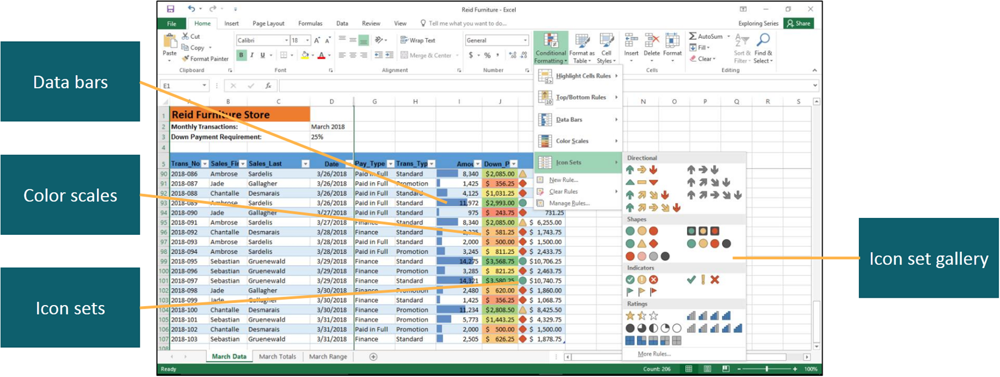 Reid Furniture - Excel
File Home Insert Page Layout Formulas Data Review View Tell me what you want to do... Exploring Series Share
Paste Cut Copy Format Painter Clipboard
Calibri 18 A A B I U A Font
Wrap Text Merge & Center Alignment
General $ % , Number
Conditional Formatting Format as Table Cell Styles
Insert Delete Format Cells
AutoSum Fill Clear Sort & Filter Find & Select Editing
E1 fx
Highlight Cells Rules
Top/Bottom Rules
Data Bars
Color Scales
Icon Sets
New Rule...
Clear Rules
Manage Rules...
B C D G H I J N O P Q R S
1 Reid Furniture Store
2 Monthly Transactions: March 2018
3 Down Payment Requirement: 25%
4
5 Trans_No Sales_Fir Sales_Last Date Pay_Type Trans_Typ Amou Down_P
90 2018-086 Ambrose Sardelis 3/26/2018 Paid in Full Standard 8,340 $2,085.00
91 2018-087 Jade Gallagher 3/26/2018 Paid in Full Promotion 1,425 $ 356.25
92 2018-088 Chantalle Desmarais 3/26/2018 Paid in Full Standard 4,125 $1,031.25
93 2018-089 Ambrose Sardelis 3/26/2018 Paid in Full Standard 11,972 $2,993.00
94 2018-090 Jade Gallagher 3/27/2018 Paid in Full Standard 975 $ 243.75 731.25
95 2018-091 Ambrose Sardelis 3/27/2018 Finance Standard 8,340 $2,085.00 $ 6,255.00
96 2018-092 Chantalle Desmarais 3/28/2018 Finance Standard 2,325 $ 581.25 $ 1,743.75
97 2018-093 Ambrose Sardelis 3/28/2018 Finance Standard 2,000 $ 500.00 $ 1,500.00
98 2018-094 Ambrose Sardelis 3/28/2018 Paid in Full Promotion 3,245 $ 811.25 $ 2,433.75
99 2018-095 Sebastian Gruenewald 3/29/2018 Paid in Full Standard 14,275 $3,568.75 $10,706.25
100 2018-096 Sebastian Gruenewald 3/29/2018 Finance Promotion 3,285 $ 821.25 $ 2,463.75
101 2018-097 Sebastian Gruenewald 3/29/2018 Finance Standard 14,321 $3,580.25 $10,740.75
102 2018-098 Jade Gallagher 3/30/2018 Finance Promotion 2,480 $ 620.00 $ 1,860.00
103 2018-099 Jade Gallagher 3/30/2018 Finance Standard 1,425 $ 356.25 $ 1,068.75
104 2018-100 Chantalle Desmarais 3/30/2018 Finance Promotion 11,234 $2,808.50 $ 8,425.50
105 2018-101 Sebastian Gruenewald 3/31/2018 Finance Promotion 5,773 $1,443.25 $ 4,329.75
106 2018-102 Chantalle Desmarais 3/31/2018 Paid in Full Promotion 2,000 $ 500.00 $ 1,500.00
107 2018-103 Sebastian Gruenewald 3/31/2018 Finance Standard 2,505 $ 626.25 $ 1,878.75
108
Directional
Shapes
Indicators
Ratings
More Rules...
March Data March Totals March Range
Ready Count: 206 100%
Data bars
Color scales
Icon sets
Icon set gallery